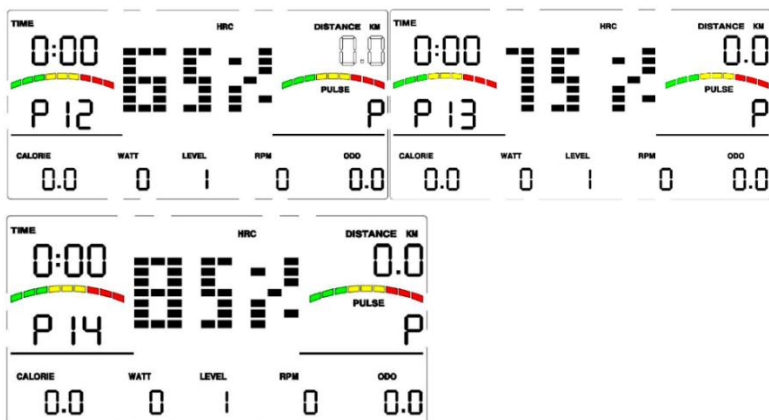 TIME HRC DISTANCE KM
0:00 65% 0.0
PULSE
P12 P
CALORIE WATT LEVEL RPM ODO
0.0 0 1 0 0.0
TIME HRC DISTANCE KM
0:00 75% 0.0
PULSE
P13 P
CALORIE WATT LEVEL RPM ODO
0.0 0 1 0 0.0
TIME HRC DISTANCE KM
0:00 85% 0.0
PULSE
P14 P
CALORIE WATT LEVEL RPM ODO
0.0 0 1 0 0.0